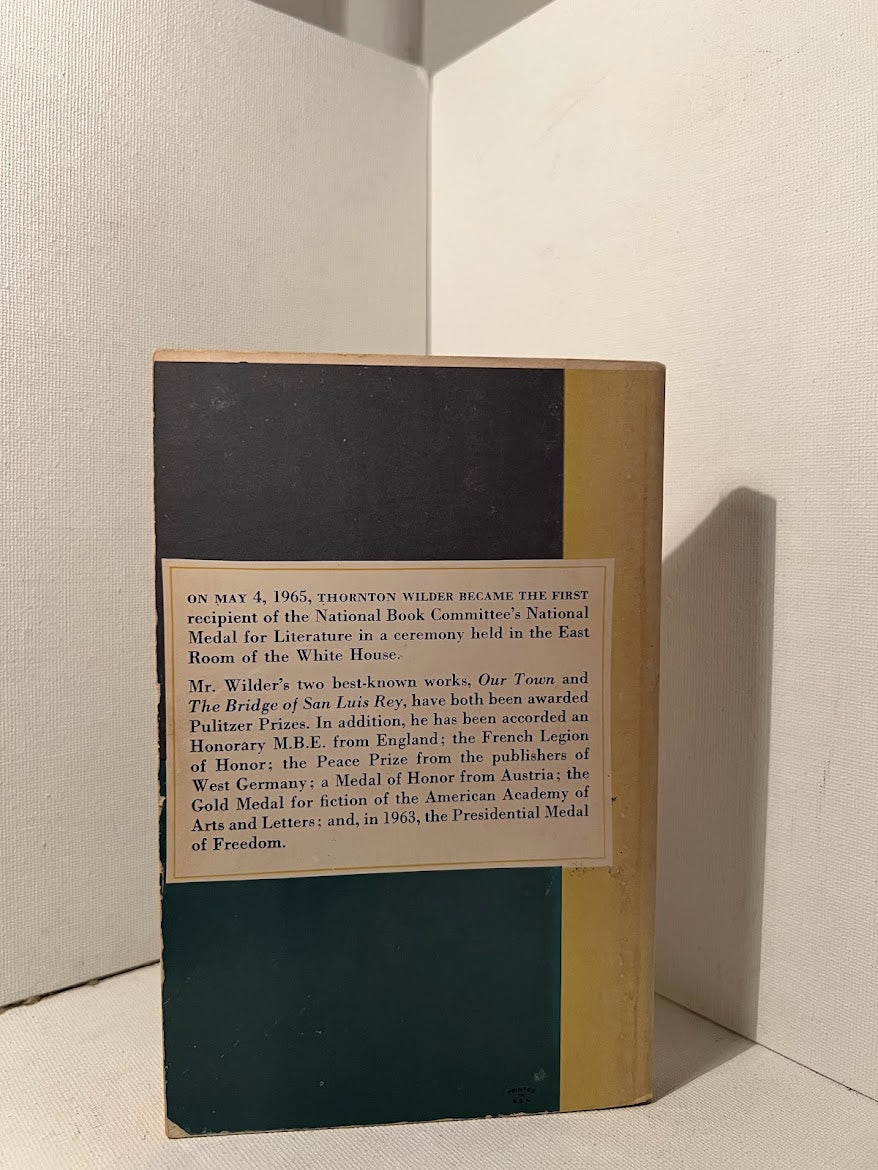 ON MAY 4, 1965, THORNTON WILDER BECAME THE FIRST
recipient of the National Book Committee's National
Medal for Literature in a ceremony held in the East
Room of the White House.
Mr. Wilder's two best-known works, Our Town and
The Bridge of San Luis Rey, have both been awarded
Pulitzer Prizes. In addition, he has been accorded an
Honorary M.B.E. from England; the French Legion
of Honor; the Peace Prize from the publishers of
West Germany; a Medal of Honor from Austria; the
Gold Medal for fiction of the American Academy of
Arts and Letters; and, in 1963, the Presidential Medal
of Freedom.
PRINTED
IN
U.S.A.